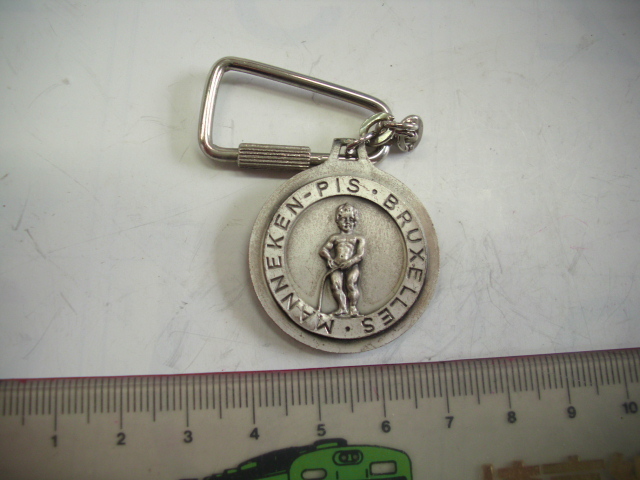 MANNEKEN-PIS · BRUXELLES ·
1 2 3 4 5 6 7 8 9 10